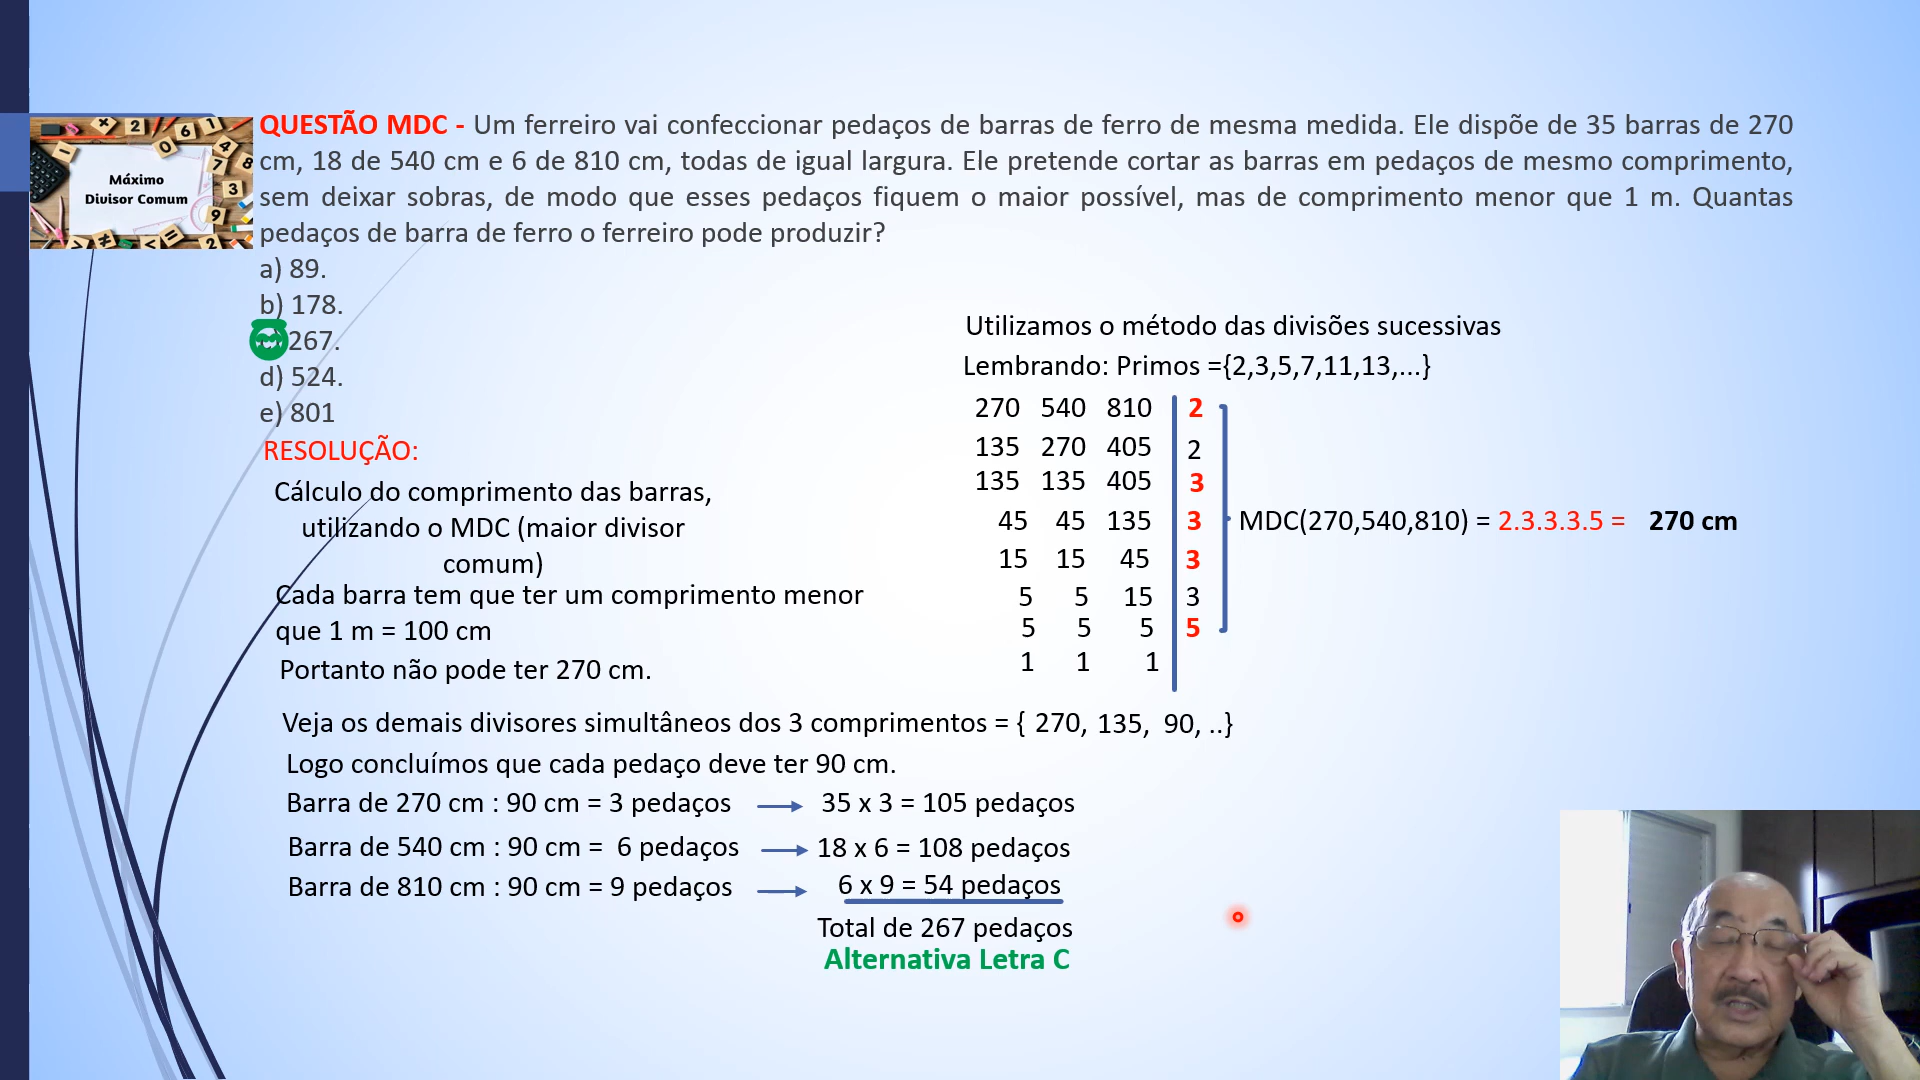 QUESTÃO MDC - Um ferreiro vai confeccionar pedaços de barras de ferro de mesma medida. Ele dispõe de 35 barras de 270
cm, 18 de 540 cm e 6 de 810 cm, todas de igual largura. Ele pretende cortar as barras em pedaços de mesmo comprimento,
sem deixar sobras, de modo que esses pedaços fiquem o maior possível, mas de comprimento menor que 1 m. Quantas
pedaços de barra de ferro o ferreiro pode produzir?
Máximo
Divisor Comum
a) 89.
b) 178.
267.
d) 524.
e) 801
RESOLUÇÃO:
Cálculo do comprimento das barras,
utilizando o MDC (maior divisor
comum)
Cada barra tem que ter um comprimento menor
que 1 m = 100 cm
Portanto não pode ter 270 cm.
Utilizamos o método das divisões sucessivas
Lembrando: Primos ={2,3,5,7,11,13,...}
270 540 810 2
135 270 405 2
135 135 405 3
45 45 135 3
15 15 45 3
5 5 15 3
5 5 5 5
1 1 1
MDC(270,540,810) = 2.3.3.3.5 = 270 cm
Veja os demais divisores simultâneos dos 3 comprimentos = { 270, 135, 90, ..}
Logo concluímos que cada pedaço deve ter 90 cm.
Barra de 270 cm : 90 cm = 3 pedaços 35 x 3 = 105 pedaços
Barra de 540 cm : 90 cm = 6 pedaços 18 x 6 = 108 pedaços
Barra de 810 cm : 90 cm = 9 pedaços 6 x 9 = 54 pedaços
Total de 267 pedaços
Alternativa Letra C